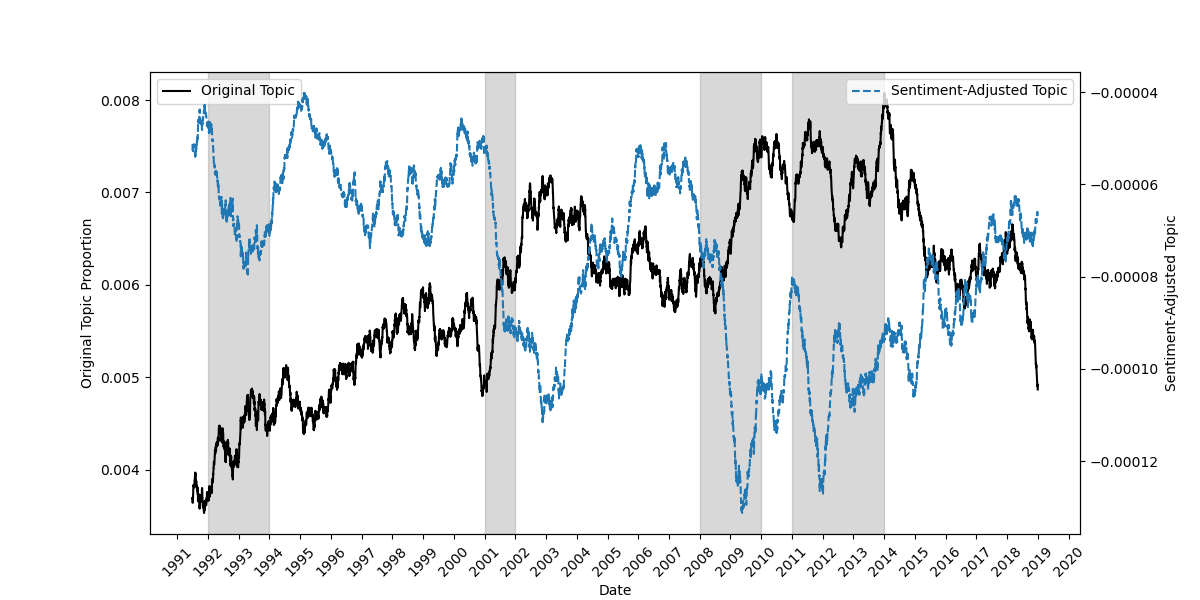 Original Topic
Sentiment-Adjusted Topic
0.008
0.007
0.006
0.005
0.004
Original Topic Proportion
−0.00004
−0.00006
−0.00008
−0.00010
−0.00012
Sentiment-Adjusted Topic
1991 1992 1993 1994 1995 1996 1997 1998 1999 2000 2001 2002 2003 2004 2005 2006 2007 2008 2009 2010 2011 2012 2013 2014 2015 2016 2017 2018 2019 2020
Date